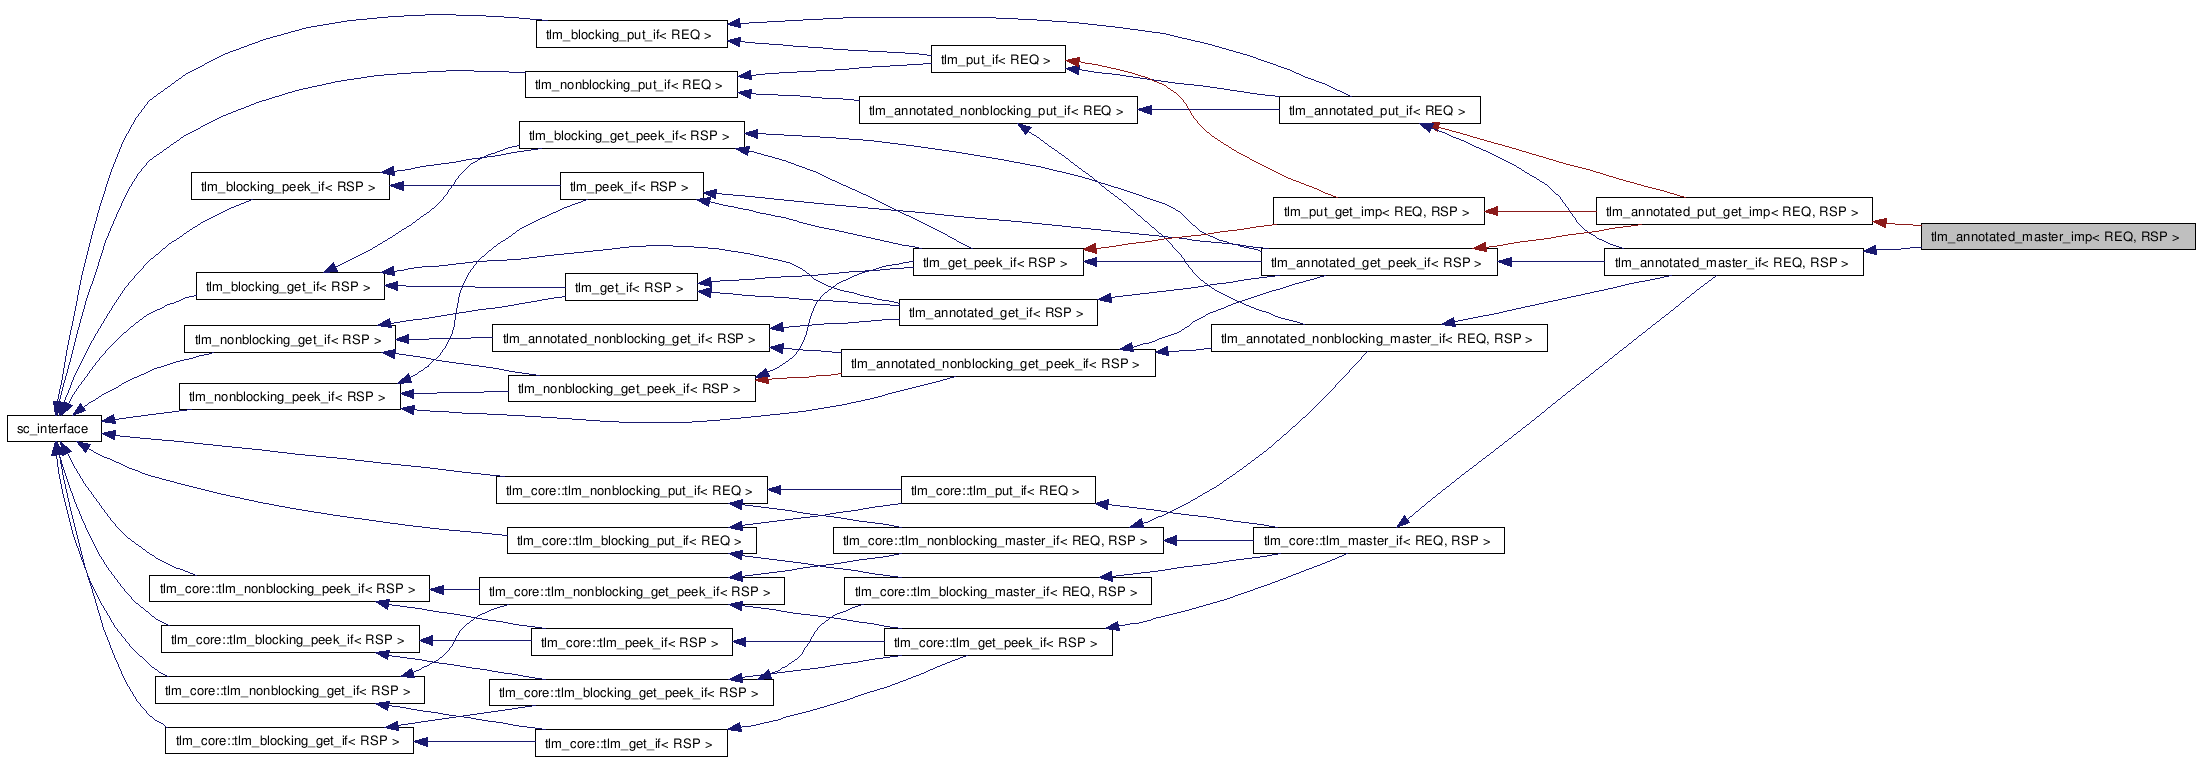 tlm_blocking_put_if< REQ >
tlm_put_if< REQ >
tlm_nonblocking_put_if< REQ >
tlm_annotated_nonblocking_put_if< REQ >
tlm_annotated_put_if< REQ >
tlm_blocking_get_peek_if< RSP >
tlm_blocking_peek_if< RSP >
tlm_peek_if< RSP >
tlm_put_get_imp< REQ, RSP >
tlm_annotated_put_get_imp< REQ, RSP >
tlm_annotated_master_imp< REQ, RSP >
tlm_get_peek_if< RSP >
tlm_annotated_get_peek_if< RSP >
tlm_annotated_master_if< REQ, RSP >
tlm_blocking_get_if< RSP >
tlm_get_if< RSP >
tlm_annotated_get_if< RSP >
tlm_nonblocking_get_if< RSP >
tlm_annotated_nonblocking_get_if< RSP >
tlm_annotated_nonblocking_master_if< REQ, RSP >
tlm_annotated_nonblocking_get_peek_if< RSP >
tlm_nonblocking_get_peek_if< RSP >
tlm_nonblocking_peek_if< RSP >
sc_interface
tlm_core::tlm_nonblocking_put_if< REQ >
tlm_core::tlm_put_if< REQ >
tlm_core::tlm_blocking_put_if< REQ >
tlm_core::tlm_nonblocking_master_if< REQ, RSP >
tlm_core::tlm_master_if< REQ, RSP >
tlm_core::tlm_nonblocking_peek_if< RSP >
tlm_core::tlm_nonblocking_get_peek_if< RSP >
tlm_core::tlm_blocking_master_if< REQ, RSP >
tlm_core::tlm_blocking_peek_if< RSP >
tlm_core::tlm_peek_if< RSP >
tlm_core::tlm_get_peek_if< RSP >
tlm_core::tlm_nonblocking_get_if< RSP >
tlm_core::tlm_blocking_get_peek_if< RSP >
tlm_core::tlm_blocking_get_if< RSP >
tlm_core::tlm_get_if< RSP >